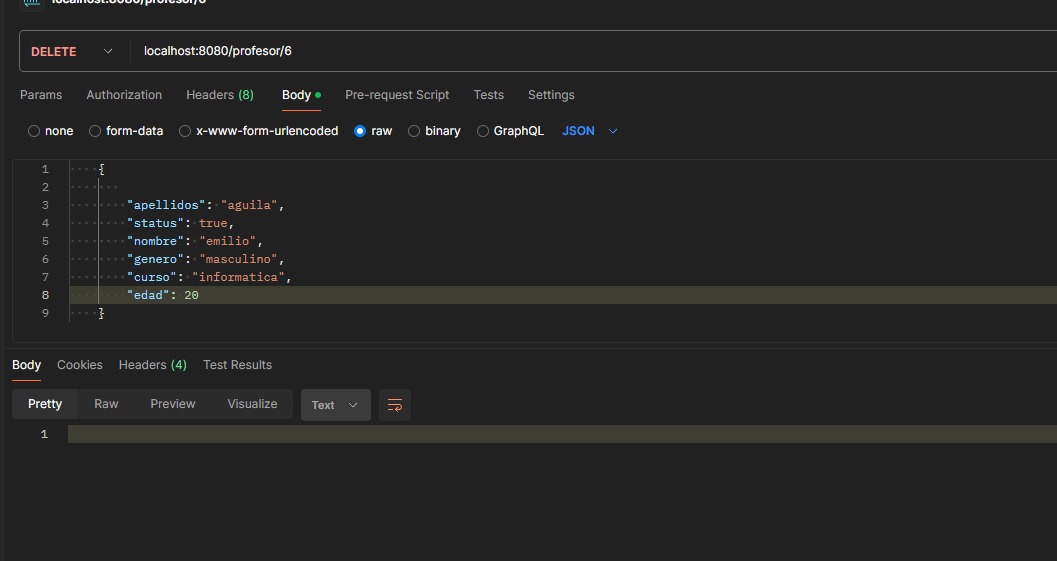 localhost:8080/profesor/6
DELETE localhost:8080/profesor/6
Params Authorization Headers (8) Body Pre-request Script Tests Settings
none form-data x-www-form-urlencoded raw binary GraphQL JSON
1 {
2
3 "apellidos": "aguila",
4 "status": true,
5 "nombre": "emilio",
6 "genero": "masculino",
7 "curso": "informatica",
8 "edad": 20
9 }
Body Cookies Headers (4) Test Results
Pretty Raw Preview Visualize Text
1